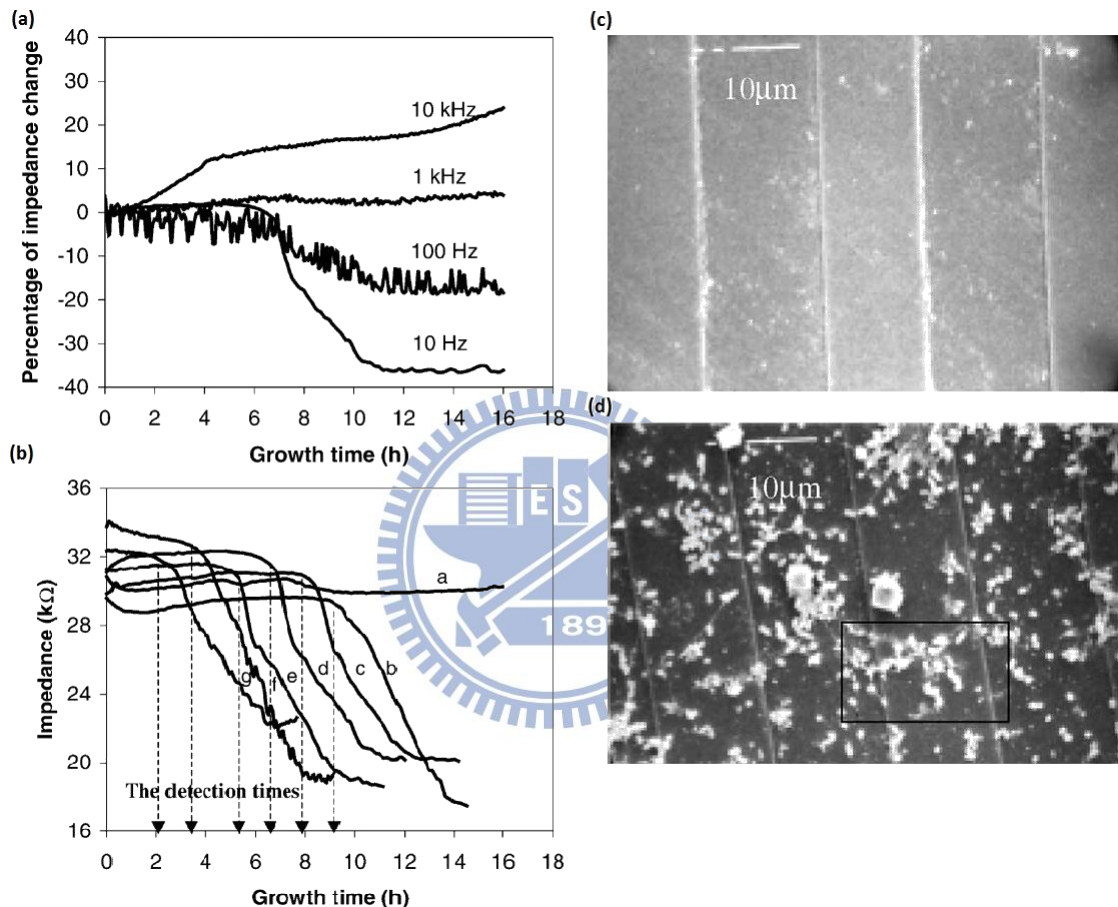 (a)
Percentage of impedance change
40
30
20
10
0
-10
-20
-30
-40
10 kHz
1 kHz
100 Hz
10 Hz
0 2 4 6 8 10 12 14 16 18
Growth time (h)
(b)
Impedance (kΩ)
36
32
28
24
20
16
a
g f e d c b
The detection times
0 2 4 6 8 10 12 14 16 18
Growth time (h)
(c)
10μm
(d)
10μm
ES
189